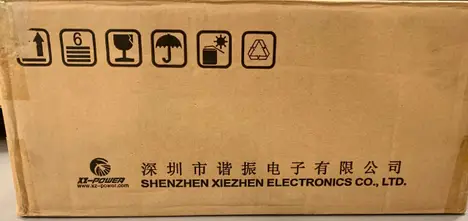 6
深圳市谐振电子有限公司
XZ-POWER
www.xz-power.com
SHENZHEN XIEZHEN ELECTRONICS CO., LTD.